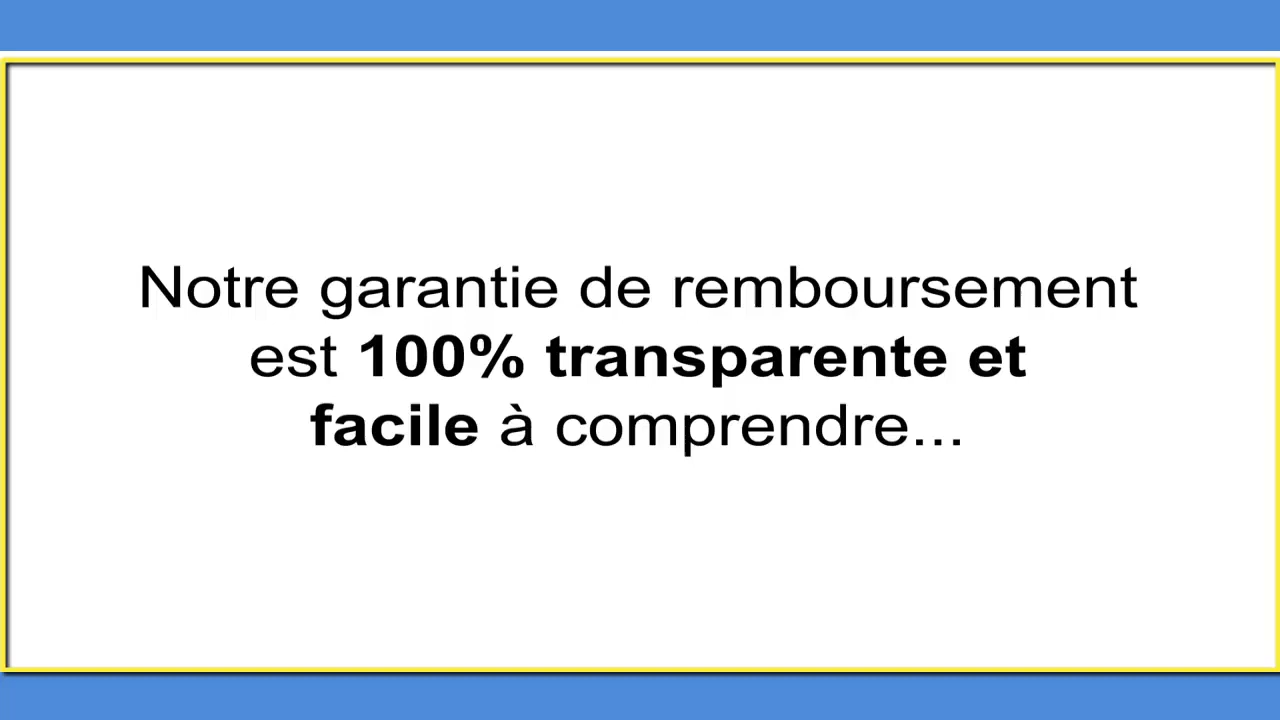 Notre garantie de remboursement
est 100% transparente et
facile à comprendre...